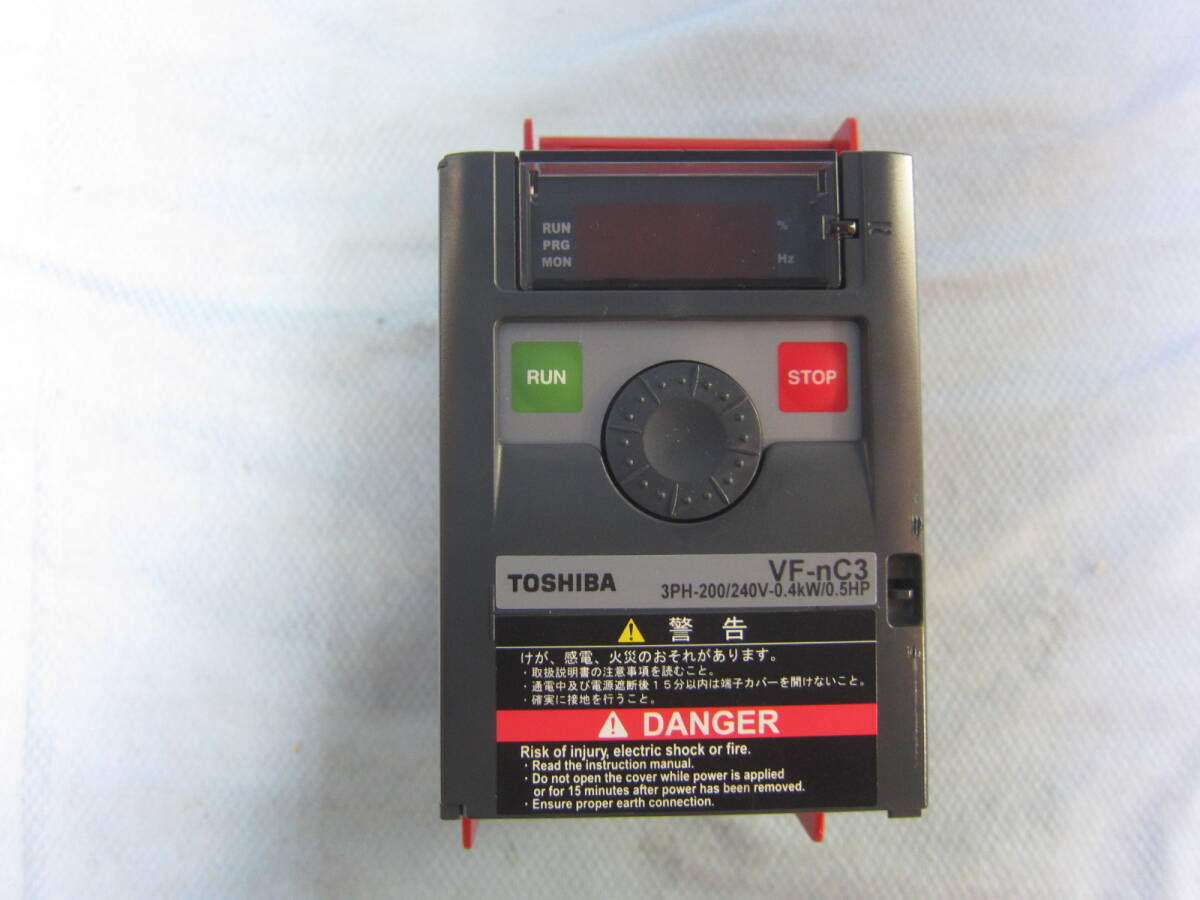 RUN
PRG
MON
%
Hz
RUN
STOP
TOSHIBA
VF-nC3
3PH-200/240V-0.4kW/0.5HP
警 告
けが、感電、火災のおそれがあります。
・取扱説明書の注意事項を読むこと。
・通電中及び電源遮断後15分以内は端子カバーを開けないこと。
・確実に接地を行うこと。
DANGER
Risk of injury, electric shock or fire.
・Read the instruction manual.
・Do not open the cover while power is applied
or for 15 minutes after power has been removed.
・Ensure proper earth connection.